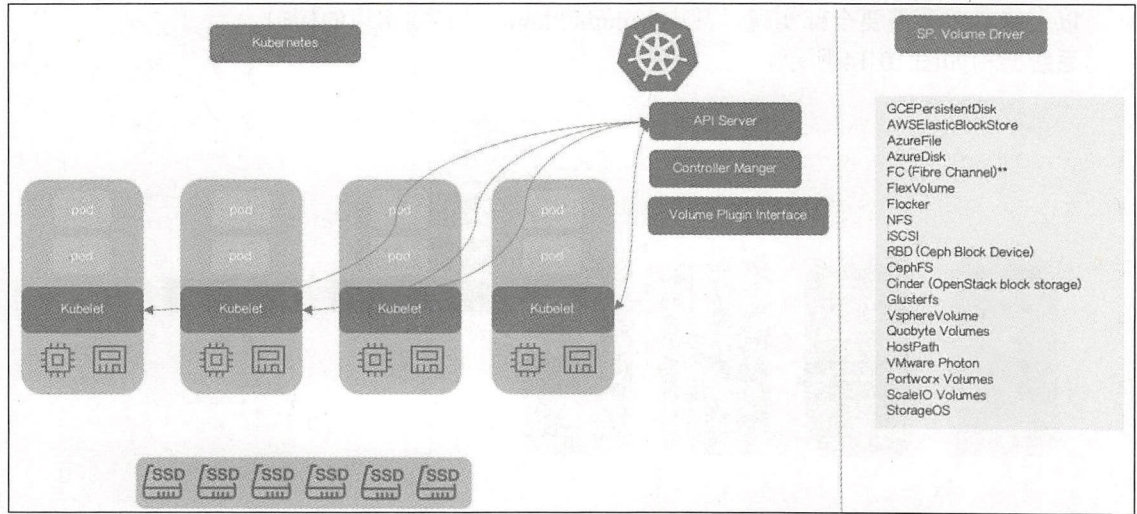 Kubernetes
SP. Volume Driver
API Server
Controller Manger
Volume Plugin Interface
pod
pod
pod
pod
pod
pod
pod
pod
Kubelet
Kubelet
Kubelet
Kubelet
SSD
SSD
SSD
SSD
SSD
SSD
GCEPersistentDisk
AWSElasticBlockStore
AzureFile
AzureDisk
FC (Fibre Channel)**
FlexVolume
Flocker
NFS
iSCSI
RBD (Ceph Block Device)
CephFS
Cinder (OpenStack block storage)
Glusterfs
VsphereVolume
Quobyte Volumes
HostPath
VMware Photon
Portworx Volumes
ScaleIO Volumes
StorageOS